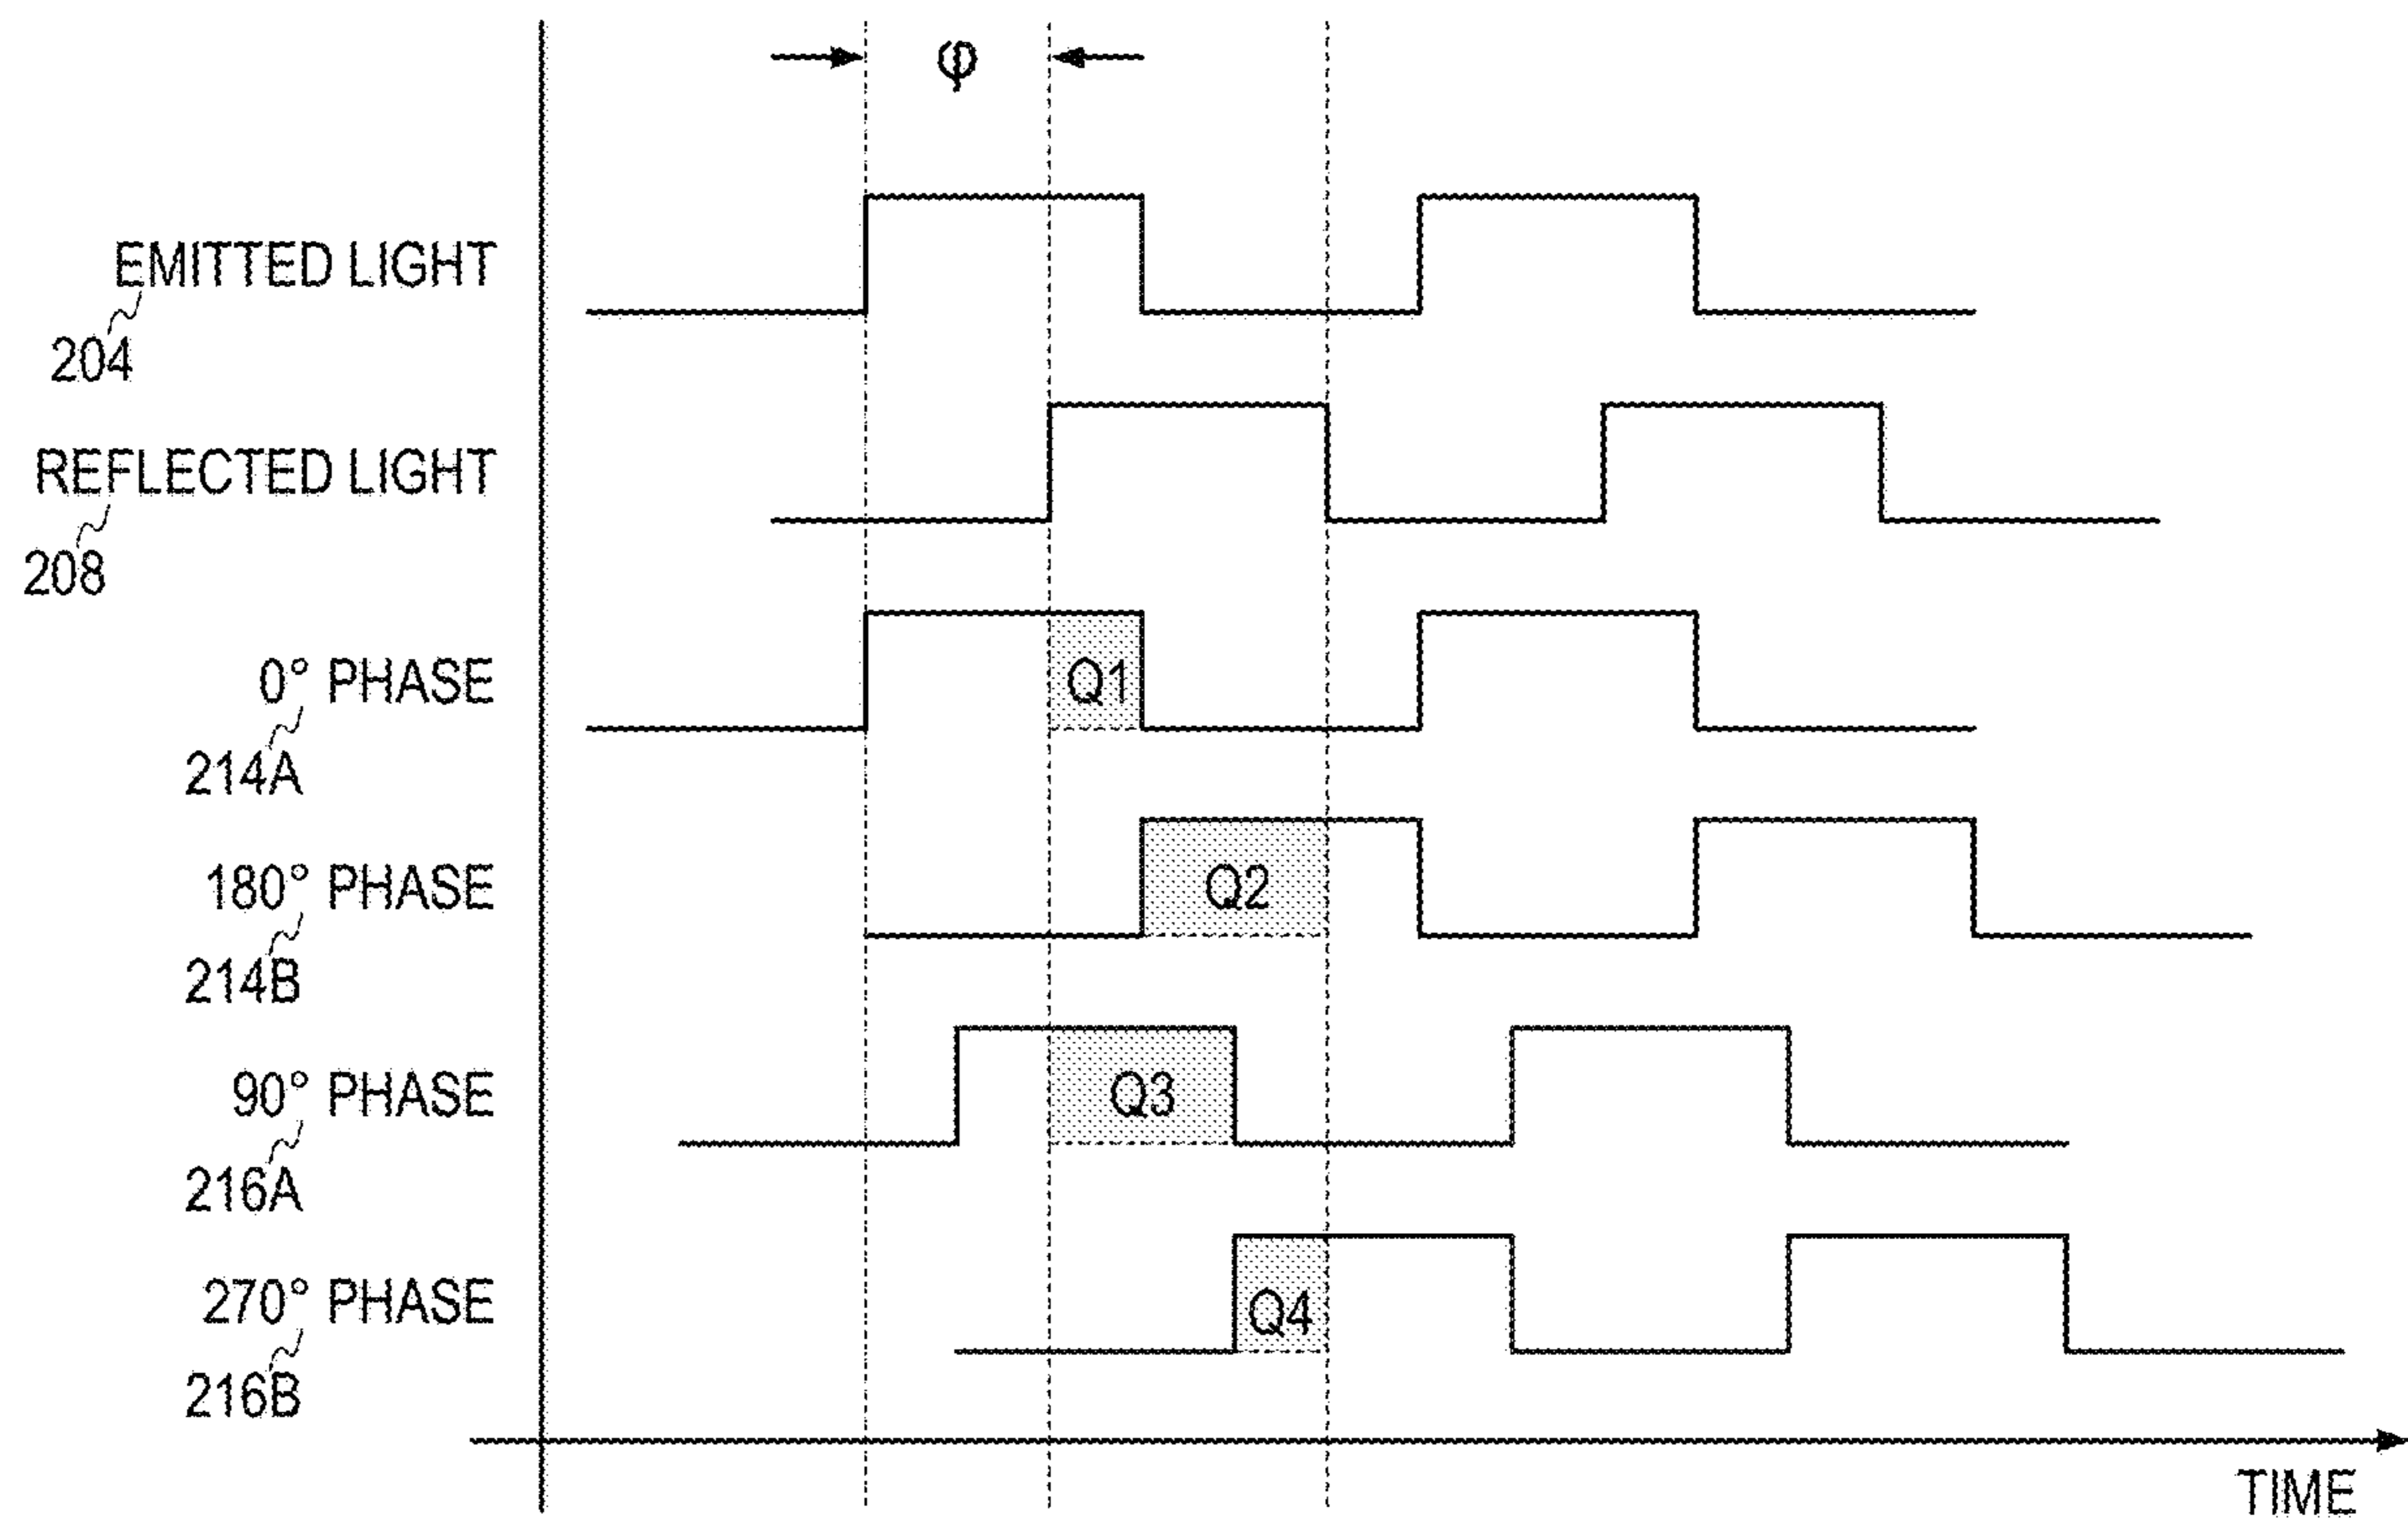 φ
EMITTED LIGHT
204
REFLECTED LIGHT
208
0° PHASE
Q1
214A
180° PHASE
Q2
214B
90° PHASE
Q3
216A
270° PHASE
Q4
216B
TIME